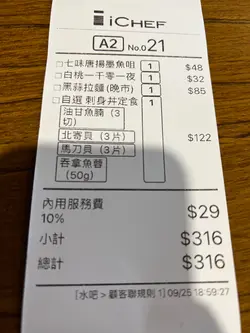 iCHEF
A2 No.021
□七味唐揚墨魚咀 1 $48
□白桃一千零一夜 1 $32
□黑蒜拉麵(晚市) 1 $85
□自選刺身丼定食 1 $122
油甘魚腩 (3切)
北寄貝 (3片)
馬刀貝 (3片)
吞拿魚蓉 (50g)
內用服務費 $29
10%
小計 $316
總計 $316
[水吧 > 顧客聯規則 1] 09/25 18:59:27